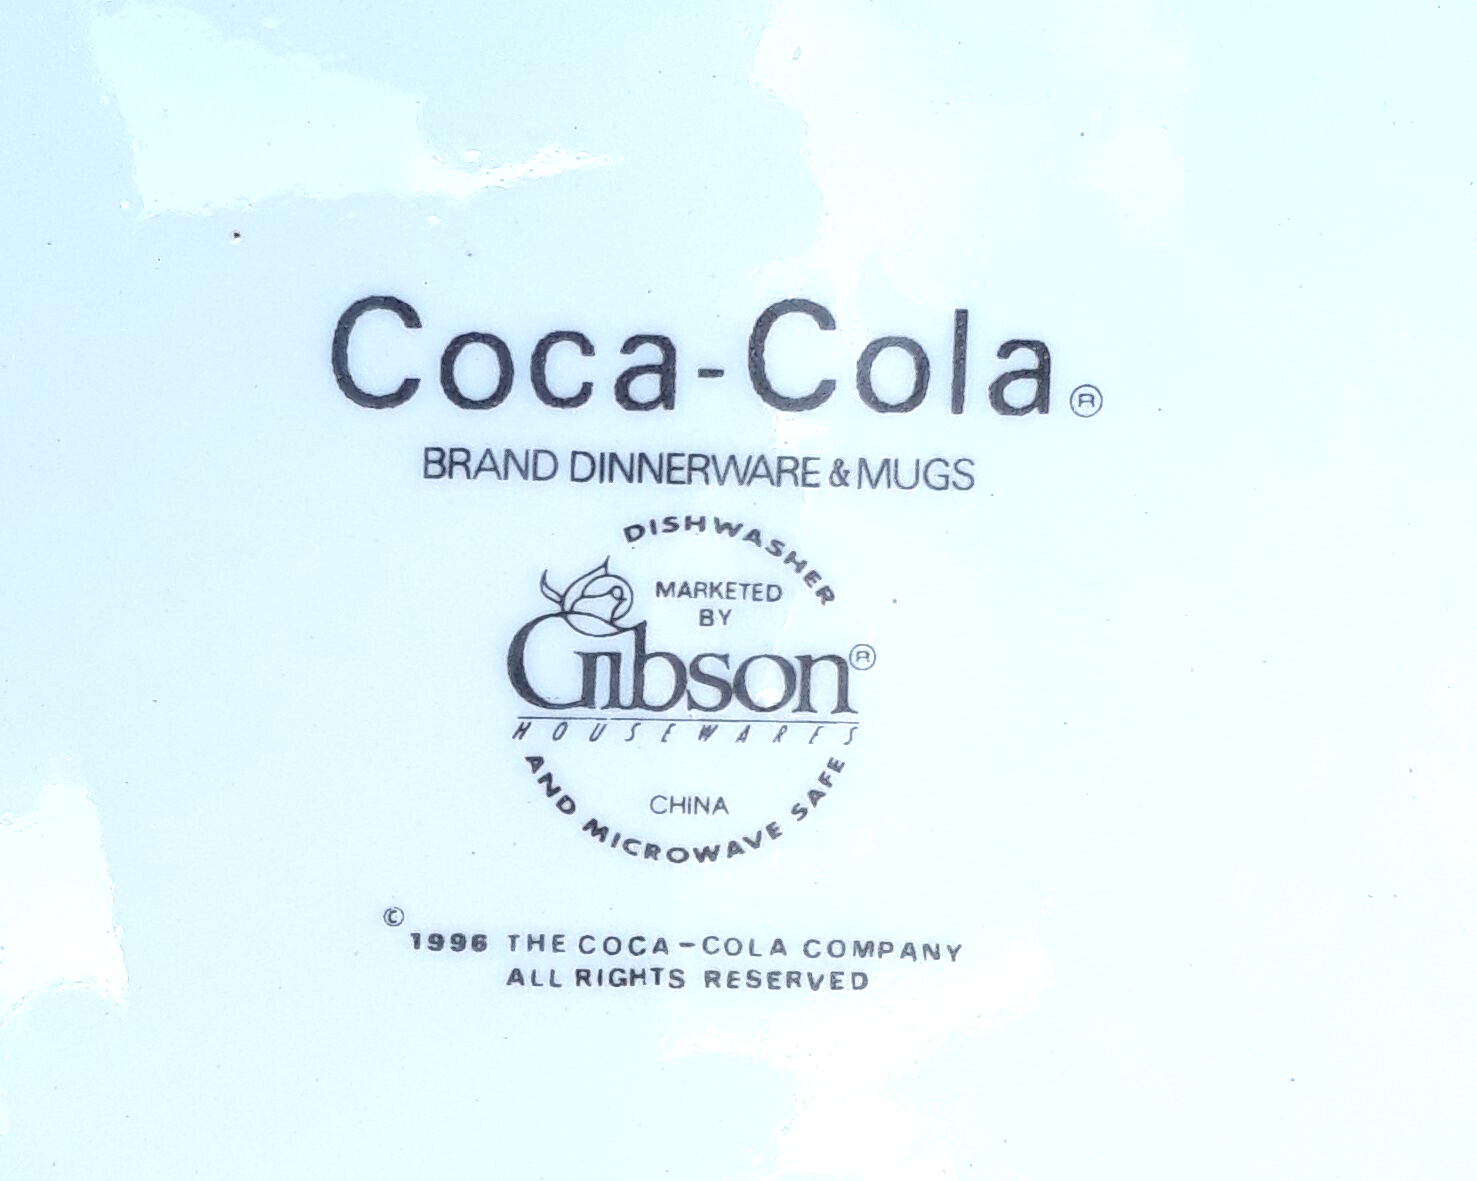 Coca-Cola®
BRAND DINNERWARE & MUGS
DISHWASHER
MARKETED
BY
Gibson®
HOUSEWARES
CHINA
AND MICROWAVE SAFE
© 1996 THE COCA-COLA COMPANY
ALL RIGHTS RESERVED